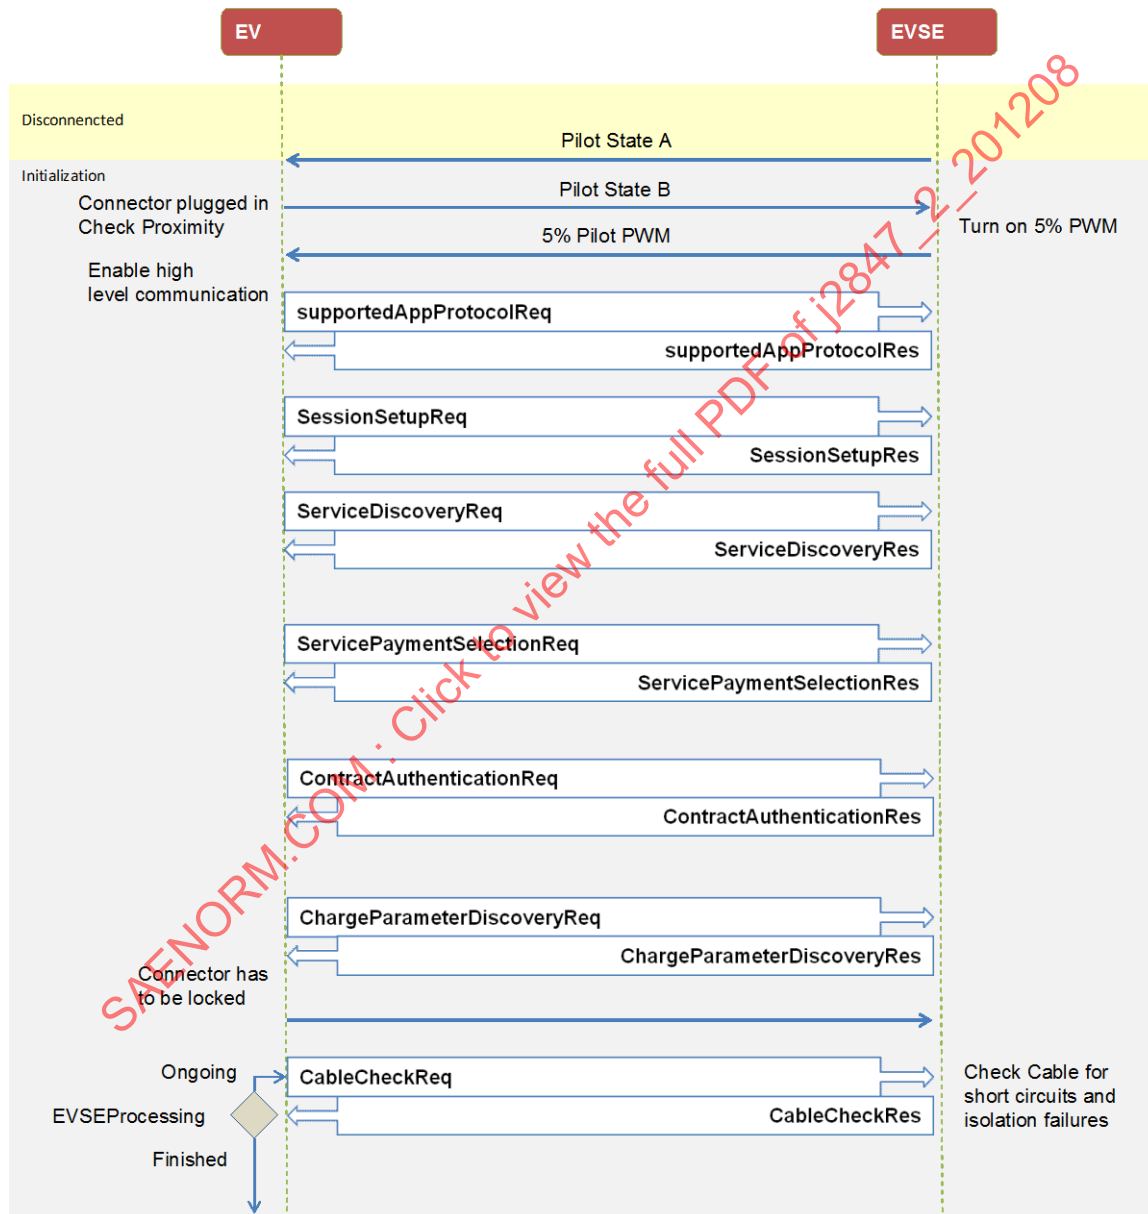 EV
EVSE
Disconnencted
Pilot State A
Initialization
Connector plugged in
Check Proximity
Pilot State B
Turn on 5% PWM
5% Pilot PWM
Enable high
level communication
supportedAppProtocolReq
supportedAppProtocolRes
SessionSetupReq
SessionSetupRes
ServiceDiscoveryReq
ServiceDiscoveryRes
ServicePaymentSelectionReq
ServicePaymentSelectionRes
ContractAuthenticationReq
ContractAuthenticationRes
ChargeParameterDiscoveryReq
ChargeParameterDiscoveryRes
Connector has
to be locked
Ongoing
CableCheckReq
EVSEProcessing
CableCheckRes
Finished
Check Cable for
short circuits and
isolation failures
SAENORM.COM : Click to view the full PDF of j2847_2_201208